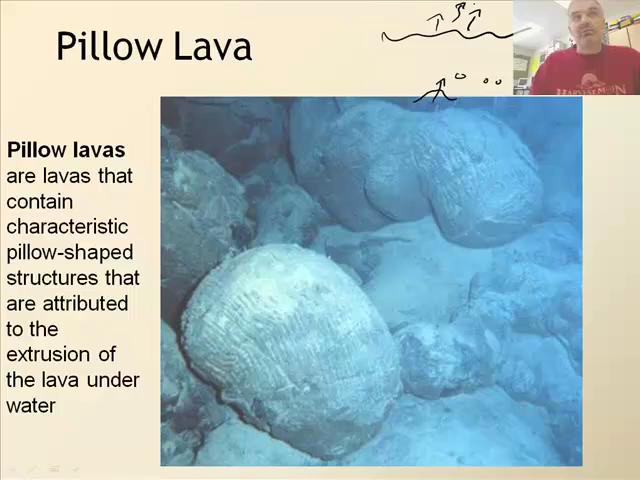 Pillow Lava
Pillow lavas
are lavas that
contain
characteristic
pillow-shaped
structures that
are attributed
to the
extrusion of
the lava under
water